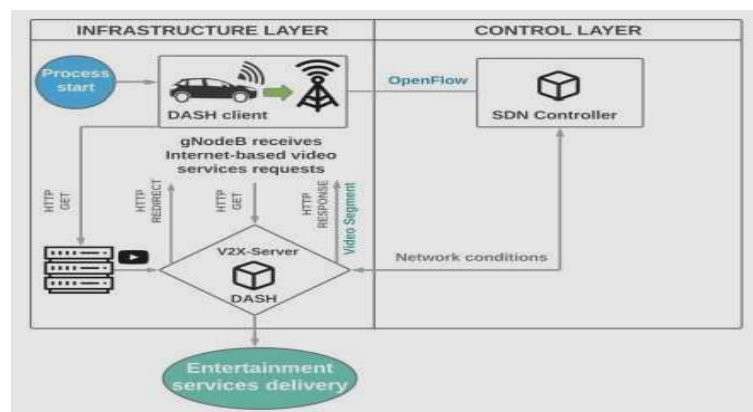 INFRASTRUCTURE LAYER
CONTROL LAYER
Process
start
DASH client
OpenFlow
SDN Controller
gNodeB receives
Internet-based video
services requests
HTTP
GET
HTTP
REDIRECT
HTTP
GET
HTTP
RESPONSE
Video Segment
V2X-Server
DASH
Network conditions
Entertainment
services delivery